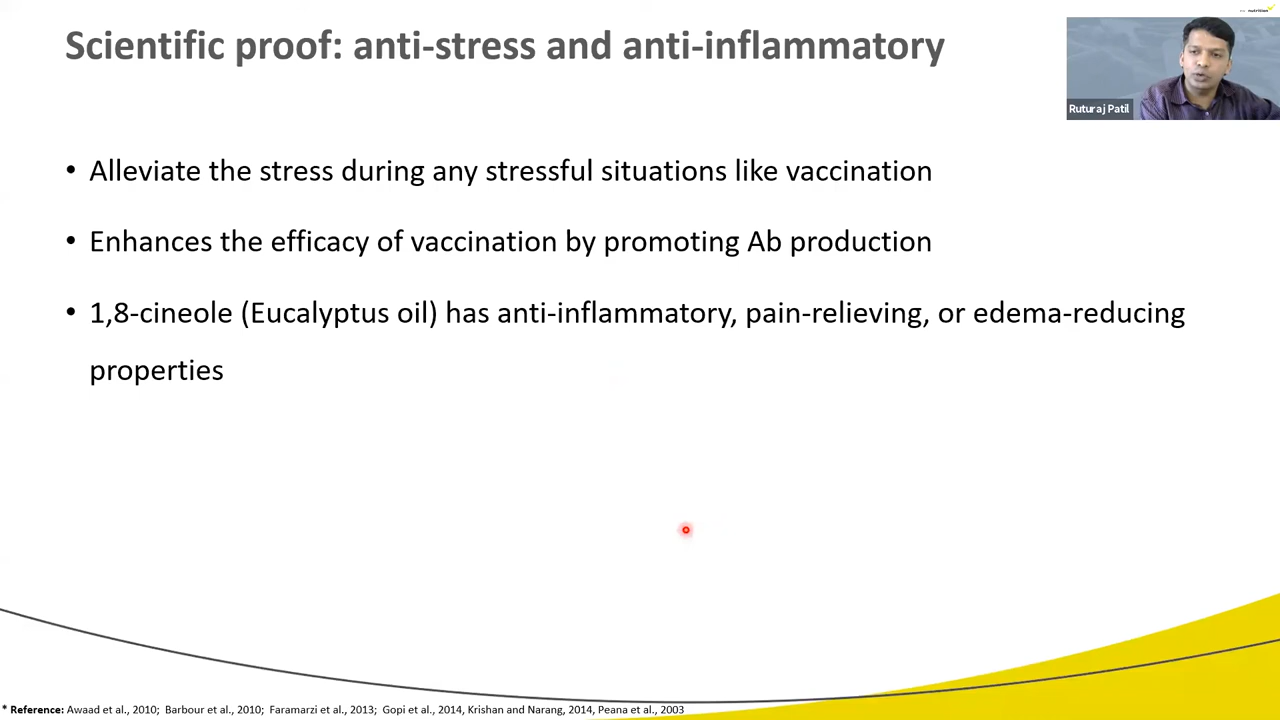 nutrition
Scientific proof: anti-stress and anti-inflammatory
Ruturaj Patil
• Alleviate the stress during any stressful situations like vaccination
• Enhances the efficacy of vaccination by promoting Ab production
• 1,8-cineole (Eucalyptus oil) has anti-inflammatory, pain-relieving, or edema-reducing
properties
* Reference: Awaad et al., 2010; Barbour et al., 2010; Faramarzi et al., 2013; Gopi et al., 2014, Krishan and Narang, 2014, Peana et al., 2003